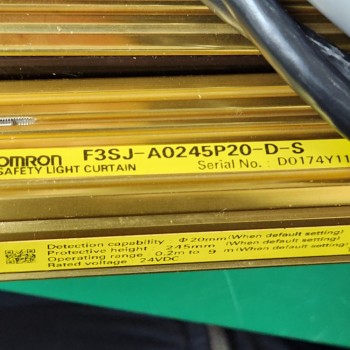 omron F3SJ-A0245P20-D-S
SAFETY LIGHT CURTAIN Serial No. : D0174Y11
Detection capability : Φ20mm (When default setting)
Protective height : 245mm (When default setting)
Operating range : 0.2m to 9 m (When default setting)
Rated voltage : 24VDC